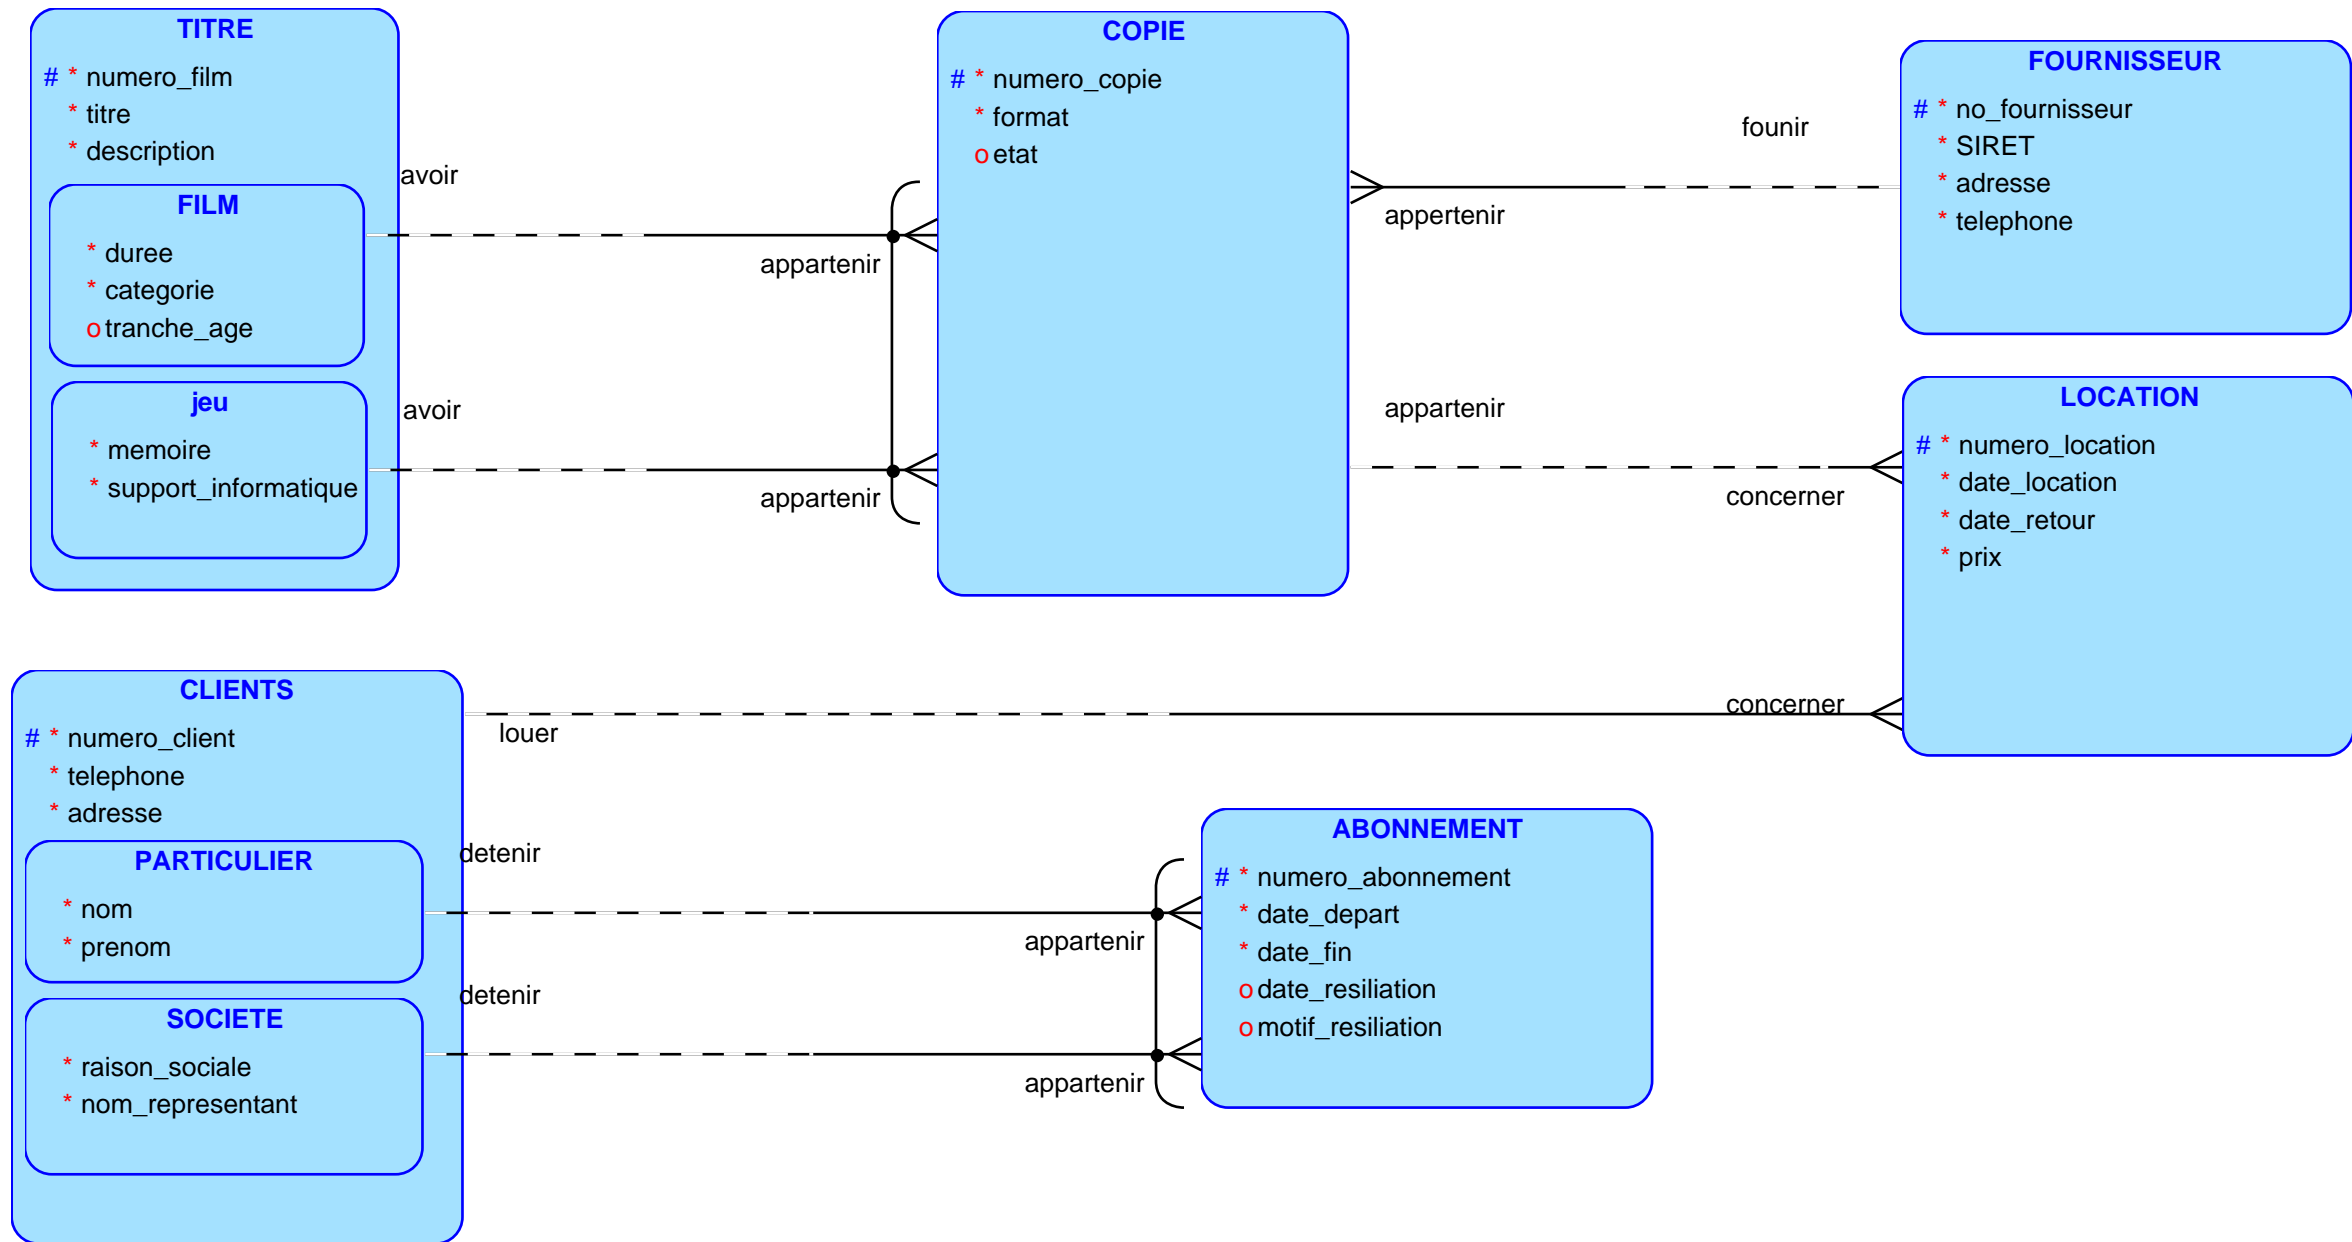 TITRE
# * numero_film
* titre
* description
FILM
* duree
* categorie
o tranche_age
jeu
* memoire
* support_informatique
avoir
appartenir
avoir
appartenir
COPIE
# * numero_copie
* format
o etat
founir
appertenir
FOURNISSEUR
# * no_fournisseur
* SIRET
* adresse
* telephone
appartenir
concerner
LOCATION
# * numero_location
* date_location
* date_retour
* prix
CLIENTS
# * numero_client
* telephone
* adresse
PARTICULIER
* nom
* prenom
SOCIETE
* raison_sociale
* nom_representant
louer
concerner
detenir
appartenir
detenir
appartenir
ABONNEMENT
# * numero_abonnement
* date_depart
* date_fin
o date_resiliation
o motif_resiliation